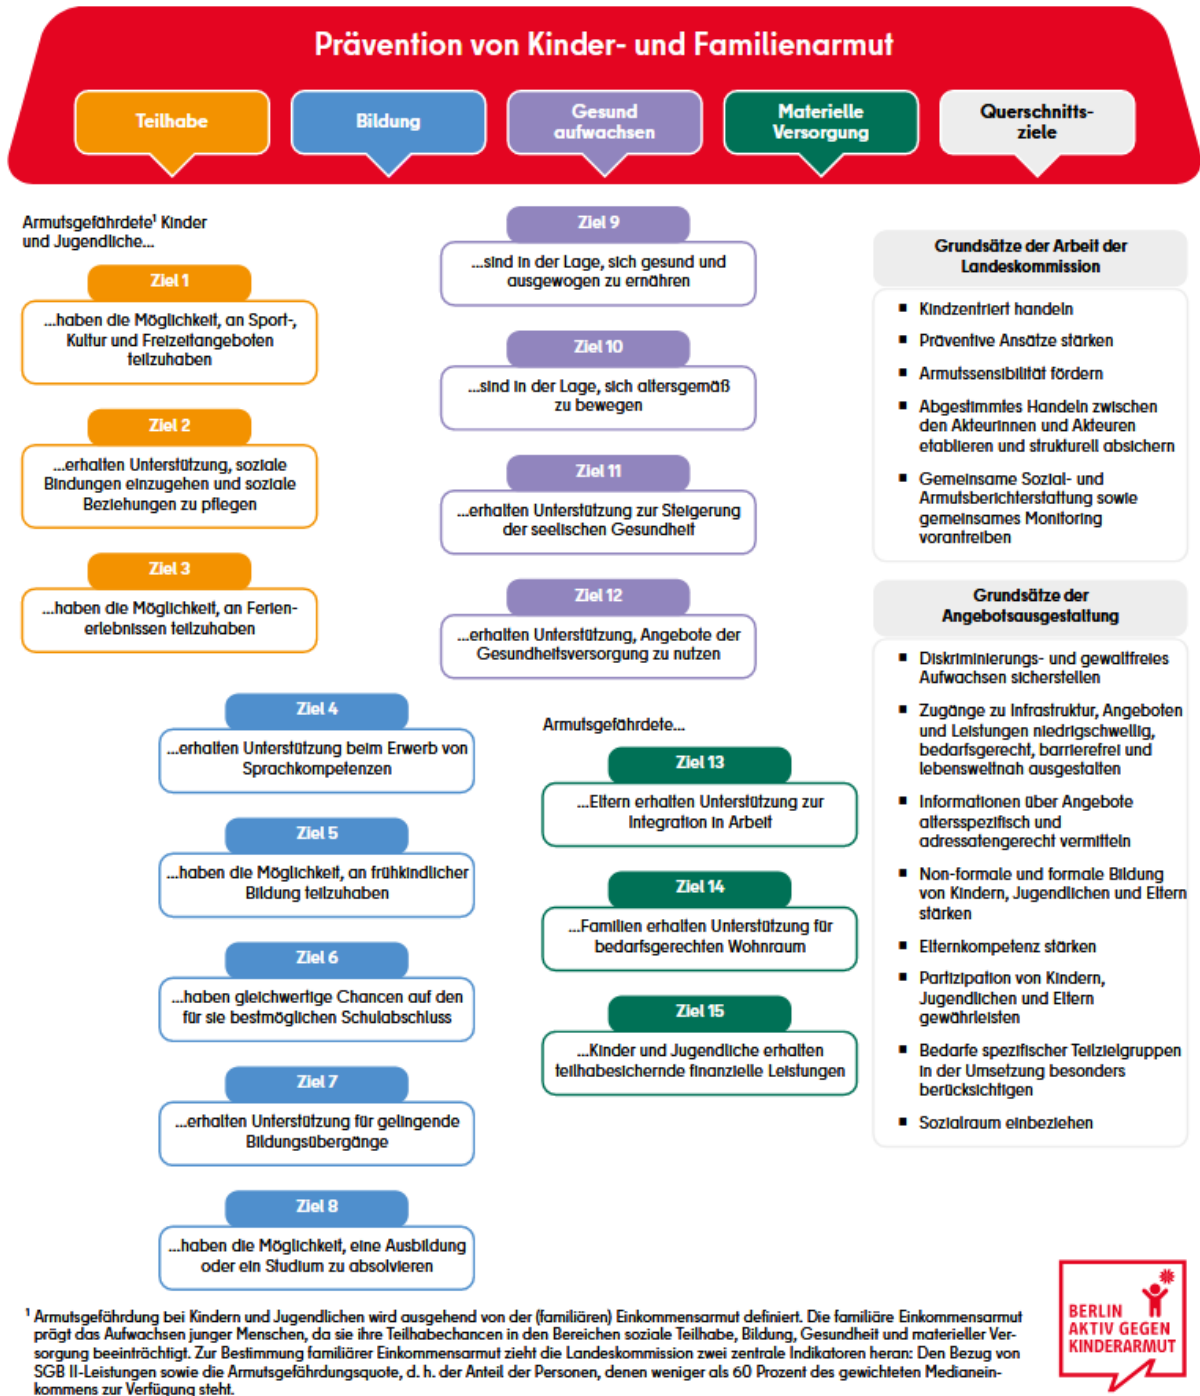 Prävention von Kinder- und Familienarmut
Teilhabe
Bildung
Gesund
aufwachsen
Materielle
Versorgung
Querschnitts-
ziele
Armutsgefährdete¹ Kinder
und Jugendliche...
Ziel 1
...haben die Möglichkeit, an Sport-,
Kultur und Freizeitangeboten
teilzuhaben
Ziel 2
...erhalten Unterstützung, soziale
Bindungen einzugehen und soziale
Beziehungen zu pflegen
Ziel 3
...haben die Möglichkeit, an Ferien-
erlebnissen teilzuhaben
Ziel 4
...erhalten Unterstützung beim Erwerb von
Sprachkompetenzen
Ziel 5
...haben die Möglichkeit, an frühkindlicher
Bildung teilzuhaben
Ziel 6
...haben gleichwertige Chancen auf den
für sie bestmöglichen Schulabschluss
Ziel 7
...erhalten Unterstützung für gelingende
Bildungsübergänge
Ziel 8
...haben die Möglichkeit, eine Ausbildung
oder ein Studium zu absolvieren
Ziel 9
...sind in der Lage, sich gesund und
ausgewogen zu ernähren
Ziel 10
...sind in der Lage, sich altersgemäß
zu bewegen
Ziel 11
...erhalten Unterstützung zur Steigerung
der seelischen Gesundheit
Ziel 12
...erhalten Unterstützung, Angebote der
Gesundheitsversorgung zu nutzen
Armutsgefährdete...
Ziel 13
...Eltern erhalten Unterstützung zur
Integration in Arbeit
Ziel 14
...Familien erhalten Unterstützung für
bedarfsgerechten Wohnraum
Ziel 15
...Kinder und Jugendliche erhalten
teilhabesichernde finanzielle Leistungen
Grundsätze der Arbeit der
Landeskommission
▪ Kindzentriert handeln
▪ Präventive Ansätze stärken
▪ Armutssensibilität fördern
▪ Abgestimmtes Handeln zwischen
den Akteurinnen und Akteuren
etablieren und strukturell absichern
▪ Gemeinsame Sozial- und
Armutsberichterstattung sowie
gemeinsames Monitoring
vorantreiben
Grundsätze der
Angebotsausgestaltung
▪ Diskriminierungs- und gewaltfreies
Aufwachsen sicherstellen
▪ Zugänge zu Infrastruktur, Angeboten
und Leistungen niedrigschwellig,
bedarfsgerecht, barrierefrei und
lebensweltnah ausgestalten
▪ Informationen über Angebote
altersspezifisch und
adressatengerecht vermitteln
▪ Non-formale und formale Bildung
von Kindern, Jugendlichen und Eltern
stärken
▪ Elternkompetenz stärken
▪ Partizipation von Kindern,
Jugendlichen und Eltern
gewährleisten
▪ Bedarfe spezifischer Teilzielgruppen
in der Umsetzung besonders
berücksichtigen
▪ Sozialraum einbeziehen
¹ Armutsgefährdung bei Kindern und Jugendlichen wird ausgehend von der (familiären) Einkommensarmut definiert. Die familiäre Einkommensarmut
prägt das Aufwachsen junger Menschen, da sie ihre Teilhabechancen in den Bereichen soziale Teilhabe, Bildung, Gesundheit und materieller Ver-
sorgung beeinträchtigt. Zur Bestimmung familiärer Einkommensarmut zieht die Landeskommission zwei zentrale Indikatoren heran: Den Bezug von
SGB II-Leistungen sowie die Armutsgefährdungsquote, d. h. der Anteil der Personen, denen weniger als 60 Prozent des gewichteten Medianein-
kommens zur Verfügung steht.
BERLIN
AKTIV GEGEN
KINDERARMUT